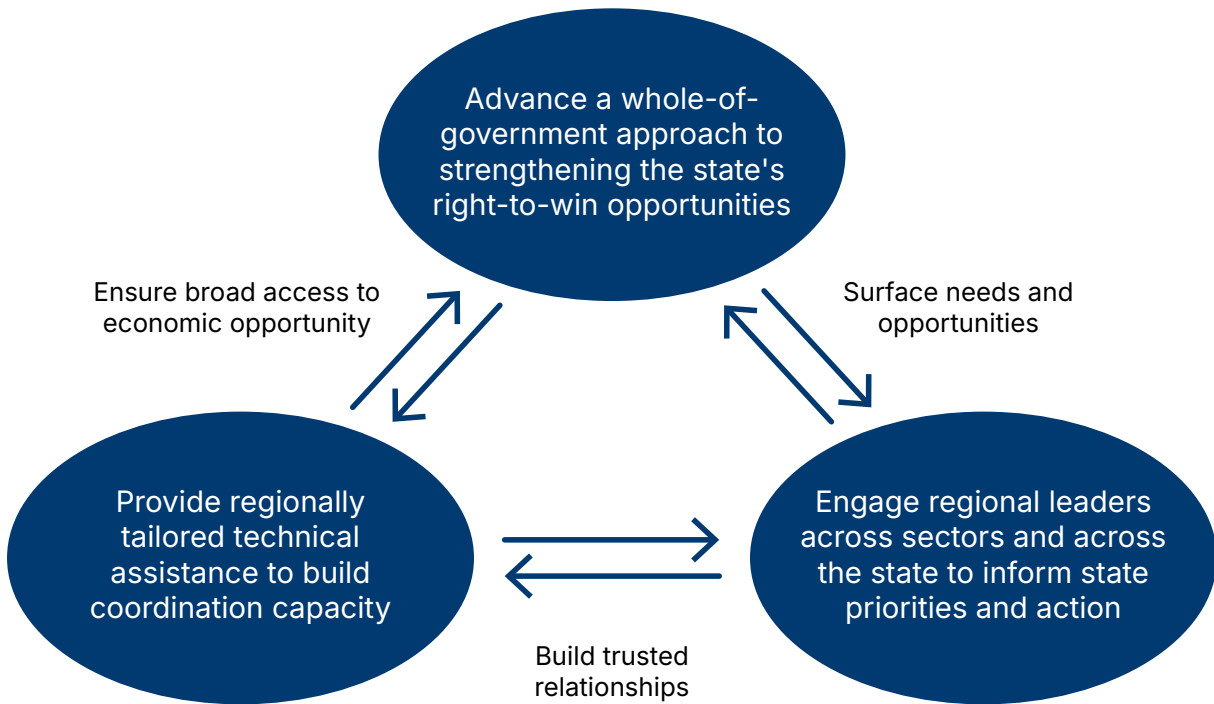 Advance a whole-of-
government approach to
strengthening the state's
right-to-win opportunities
Ensure broad access to
economic opportunity
Surface needs and
opportunities
Provide regionally
tailored technical
assistance to build
coordination capacity
Engage regional leaders
across sectors and across
the state to inform state
priorities and action
Build trusted
relationships